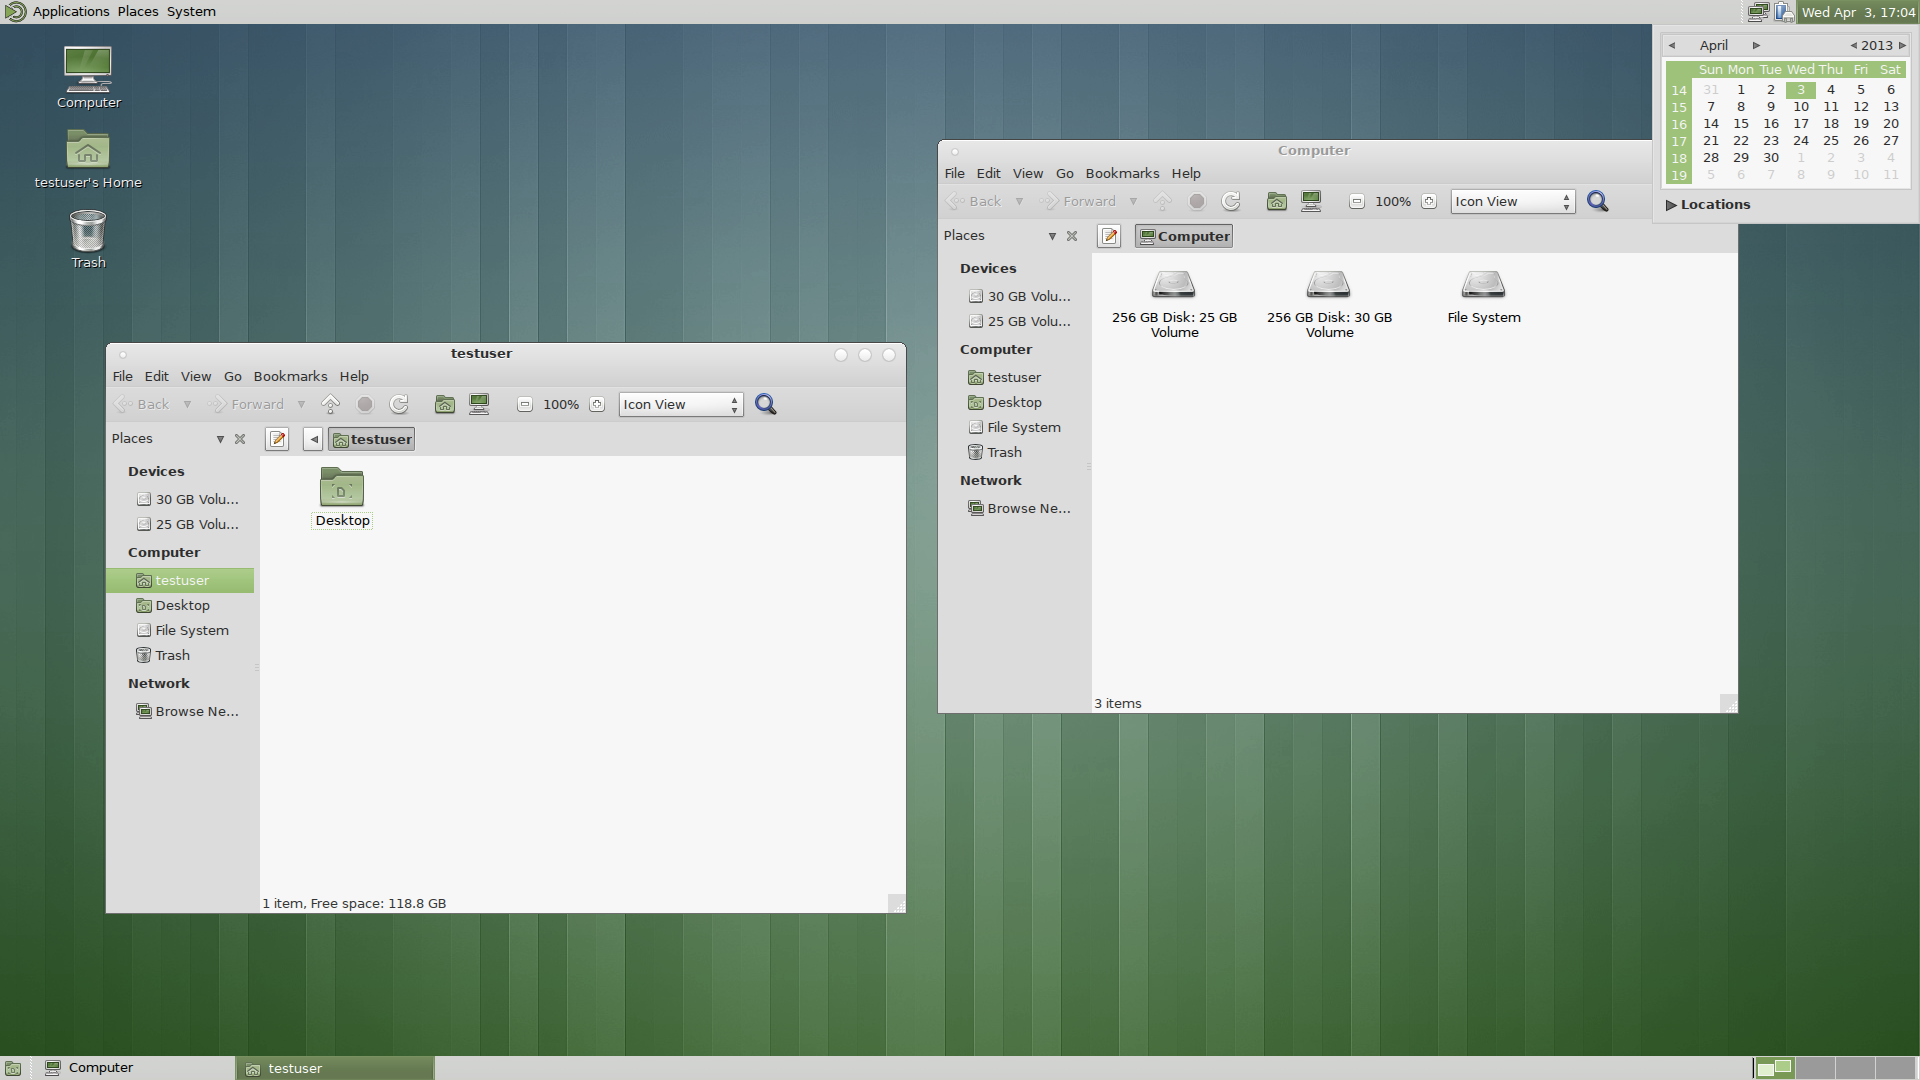 Applications Places System
Wed Apr 3, 17:04
Computer
testuser's Home
Trash
April 2013
Sun Mon Tue Wed Thu Fri Sat
14 31 1 2 3 4 5 6
15 7 8 9 10 11 12 13
16 14 15 16 17 18 19 20
17 21 22 23 24 25 26 27
18 28 29 30 1 2 3 4
19 5 6 7 8 9 10 11
Locations
Computer
File Edit View Go Bookmarks Help
Back Forward 100% Icon View
Places Computer
Devices
30 GB Volu...
25 GB Volu...
Computer
testuser
Desktop
File System
Trash
Network
Browse Ne...
256 GB Disk: 25 GB
Volume
256 GB Disk: 30 GB
Volume
File System
3 items
testuser
File Edit View Go Bookmarks Help
Back Forward 100% Icon View
Places testuser
Devices
30 GB Volu...
25 GB Volu...
Computer
testuser
Desktop
File System
Trash
Network
Browse Ne...
Desktop
1 item, Free space: 118.8 GB
Computer
testuser